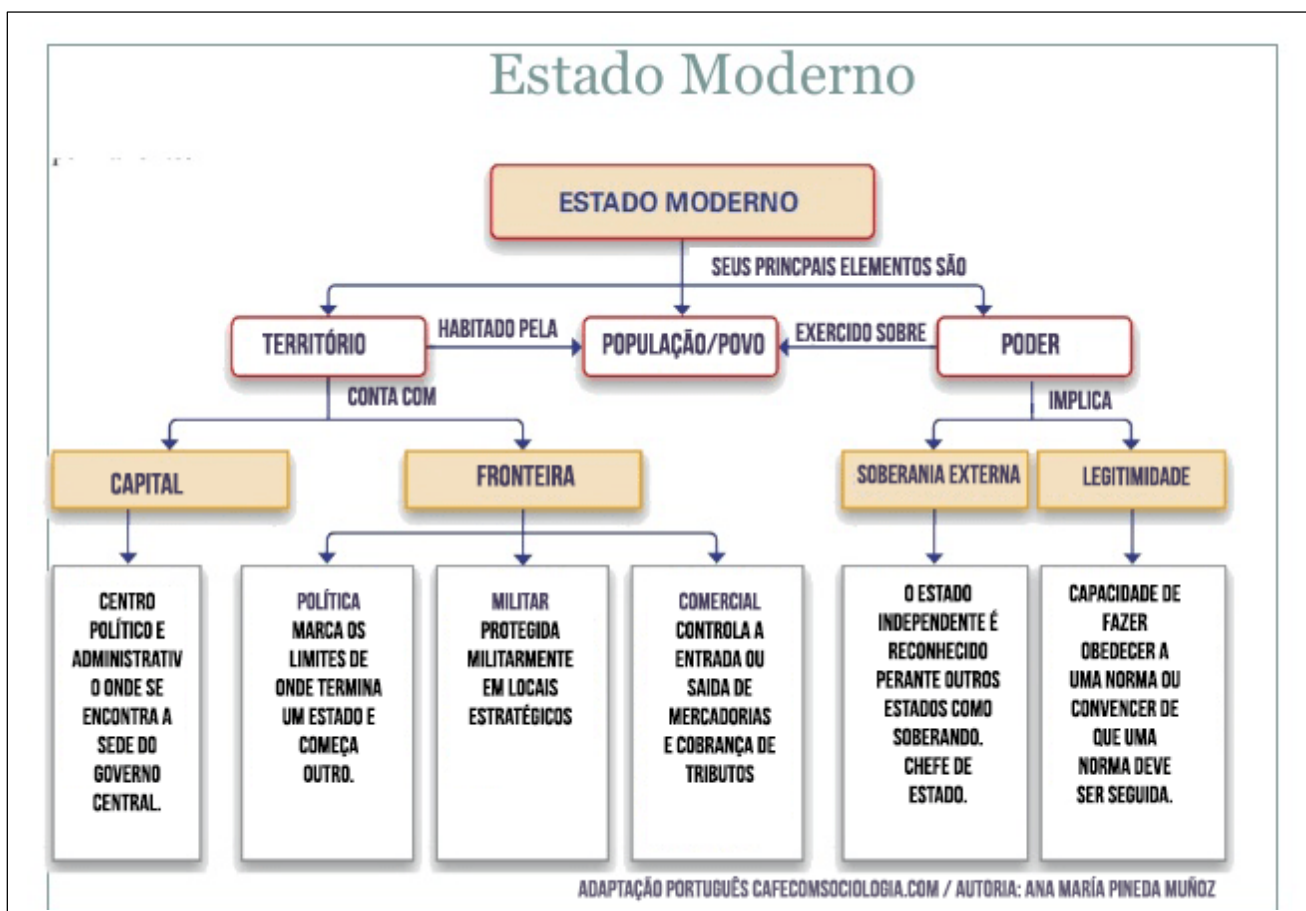 Estado Moderno
ESTADO MODERNO
SEUS PRINCPAIS ELEMENTOS SÃO
TERRITÓRIO
HABITADO PELA
POPULAÇÃO/POVO
EXERCIDO SOBRE
PODER
CONTA COM
IMPLICA
CAPITAL
FRONTEIRA
SOBERANIA EXTERNA
LEGITIMIDADE
CENTRO
POLÍTICO E
ADMINISTRATIV
O ONDE SE
ENCONTRA A
SEDE DO
GOVERNO
CENTRAL.
POLÍTICA
MARCA OS
LIMITES DE
ONDE TERMINA
UM ESTADO E
COMEÇA
OUTRO.
MILITAR
PROTEGIDA
MILITARMENTE
EM LOCAIS
ESTRATÉGICOS
COMERCIAL
CONTROLA A
ENTRADA OU
SAIDA DE
MERCADORIAS
E COBRANÇA DE
TRIBUTOS
O ESTADO
INDEPENDENTE É
RECONHECIDO
PERANTE OUTROS
ESTADOS COMO
SOBERANDO.
CHEFE DE
ESTADO.
CAPACIDADE DE
FAZER
OBEDECER A
UMA NORMA OU
CONVENCER DE
QUE UMA
NORMA DEVE
SER SEGUIDA.
ADAPTAÇÃO PORTUGUÊS CAFECOMSOCIOLOGIA.COM / AUTORIA: ANA MARÍA PINEDA MUÑOZ